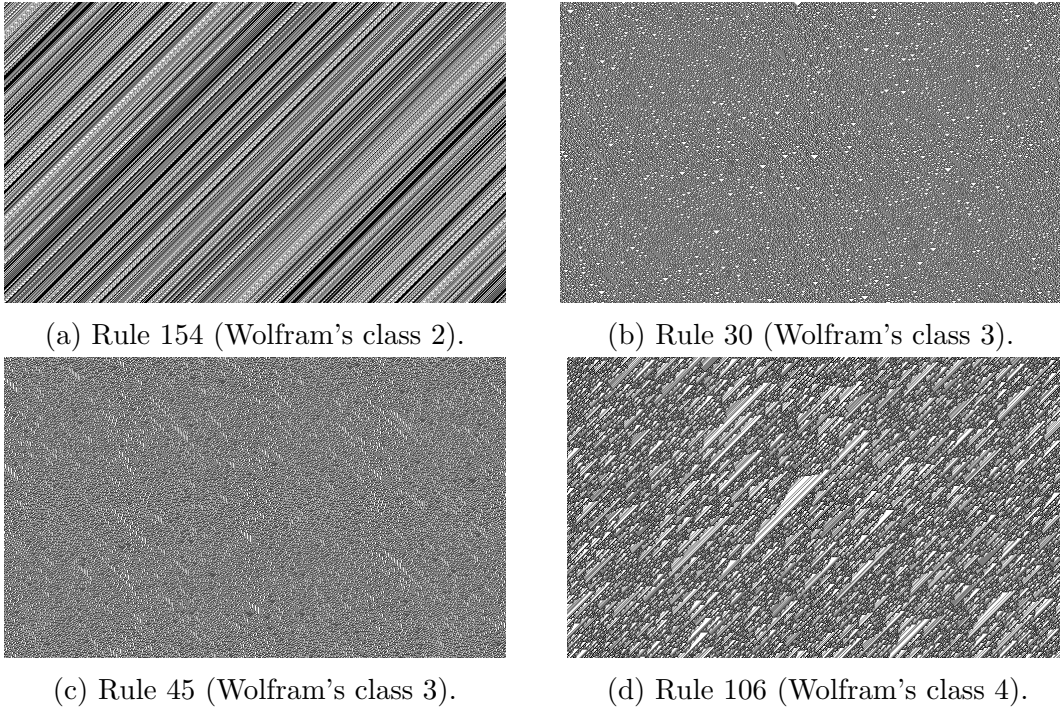 (a) Rule 154 (Wolfram's class 2).
(b) Rule 30 (Wolfram's class 3).
(c) Rule 45 (Wolfram's class 3).
(d) Rule 106 (Wolfram's class 4).